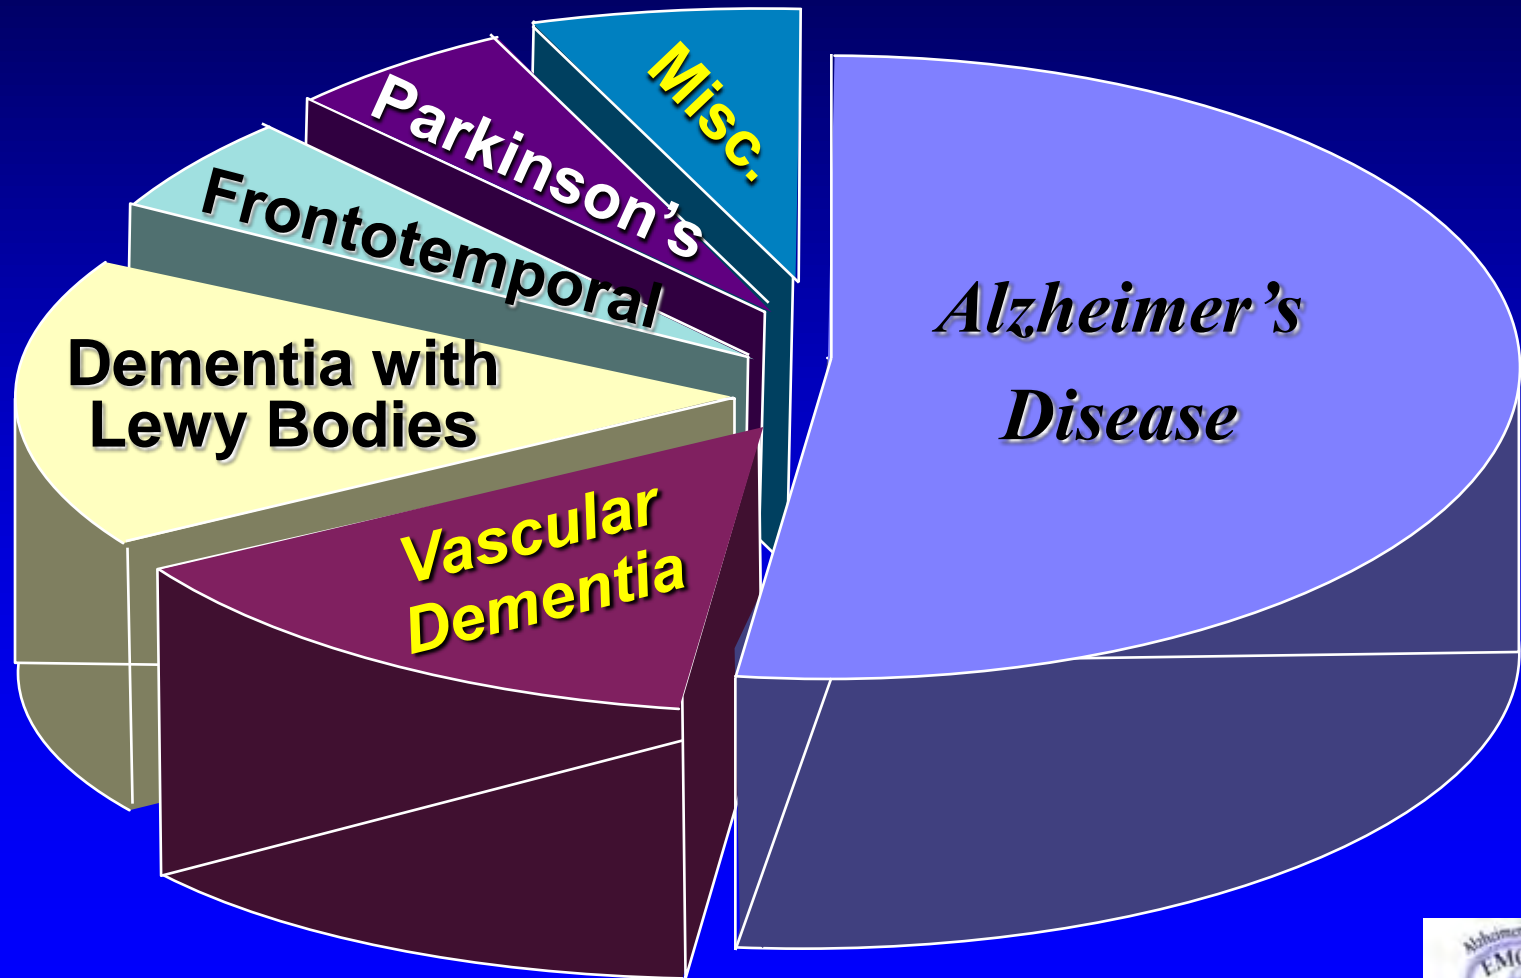 Misc.
Parkinson’s
Frontotemporal
Dementia with
Lewy Bodies
Vascular
Dementia
Alzheimer’s
Disease